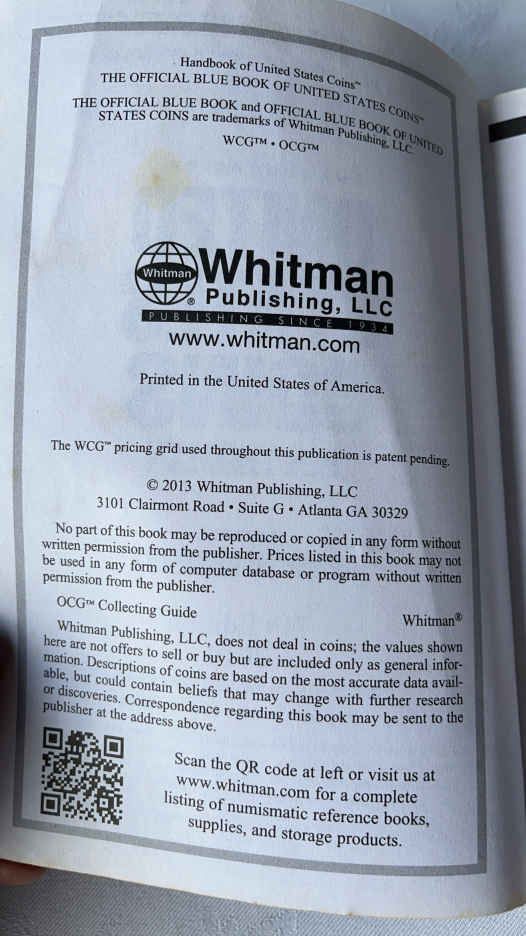 Handbook of United States Coins™
THE OFFICIAL BLUE BOOK OF UNITED STATES COINS™
THE OFFICIAL BLUE BOOK and OFFICIAL BLUE BOOK OF UNITED
STATES COINS are trademarks of Whitman Publishing, LLC.
WCG™ • OCG™
Whitman
®
Whitman
Publishing, LLC
PUBLISHING SINCE 1934
www.whitman.com
Printed in the United States of America.
The WCG™ pricing grid used throughout this publication is patent pending.
© 2013 Whitman Publishing, LLC
3101 Clairmont Road • Suite G • Atlanta GA 30329
No part of this book may be reproduced or copied in any form without
written permission from the publisher. Prices listed in this book may not
be used in any form of computer database or program without written
permission from the publisher.
OCG™ Collecting Guide Whitman®
Whitman Publishing, LLC, does not deal in coins; the values shown
here are not offers to sell or buy but are included only as general infor-
mation. Descriptions of coins are based on the most accurate data avail-
able, but could contain beliefs that may change with further research
or discoveries. Correspondence regarding this book may be sent to the
publisher at the address above.
Scan the QR code at left or visit us at
www.whitman.com for a complete
listing of numismatic reference books,
supplies, and storage products.